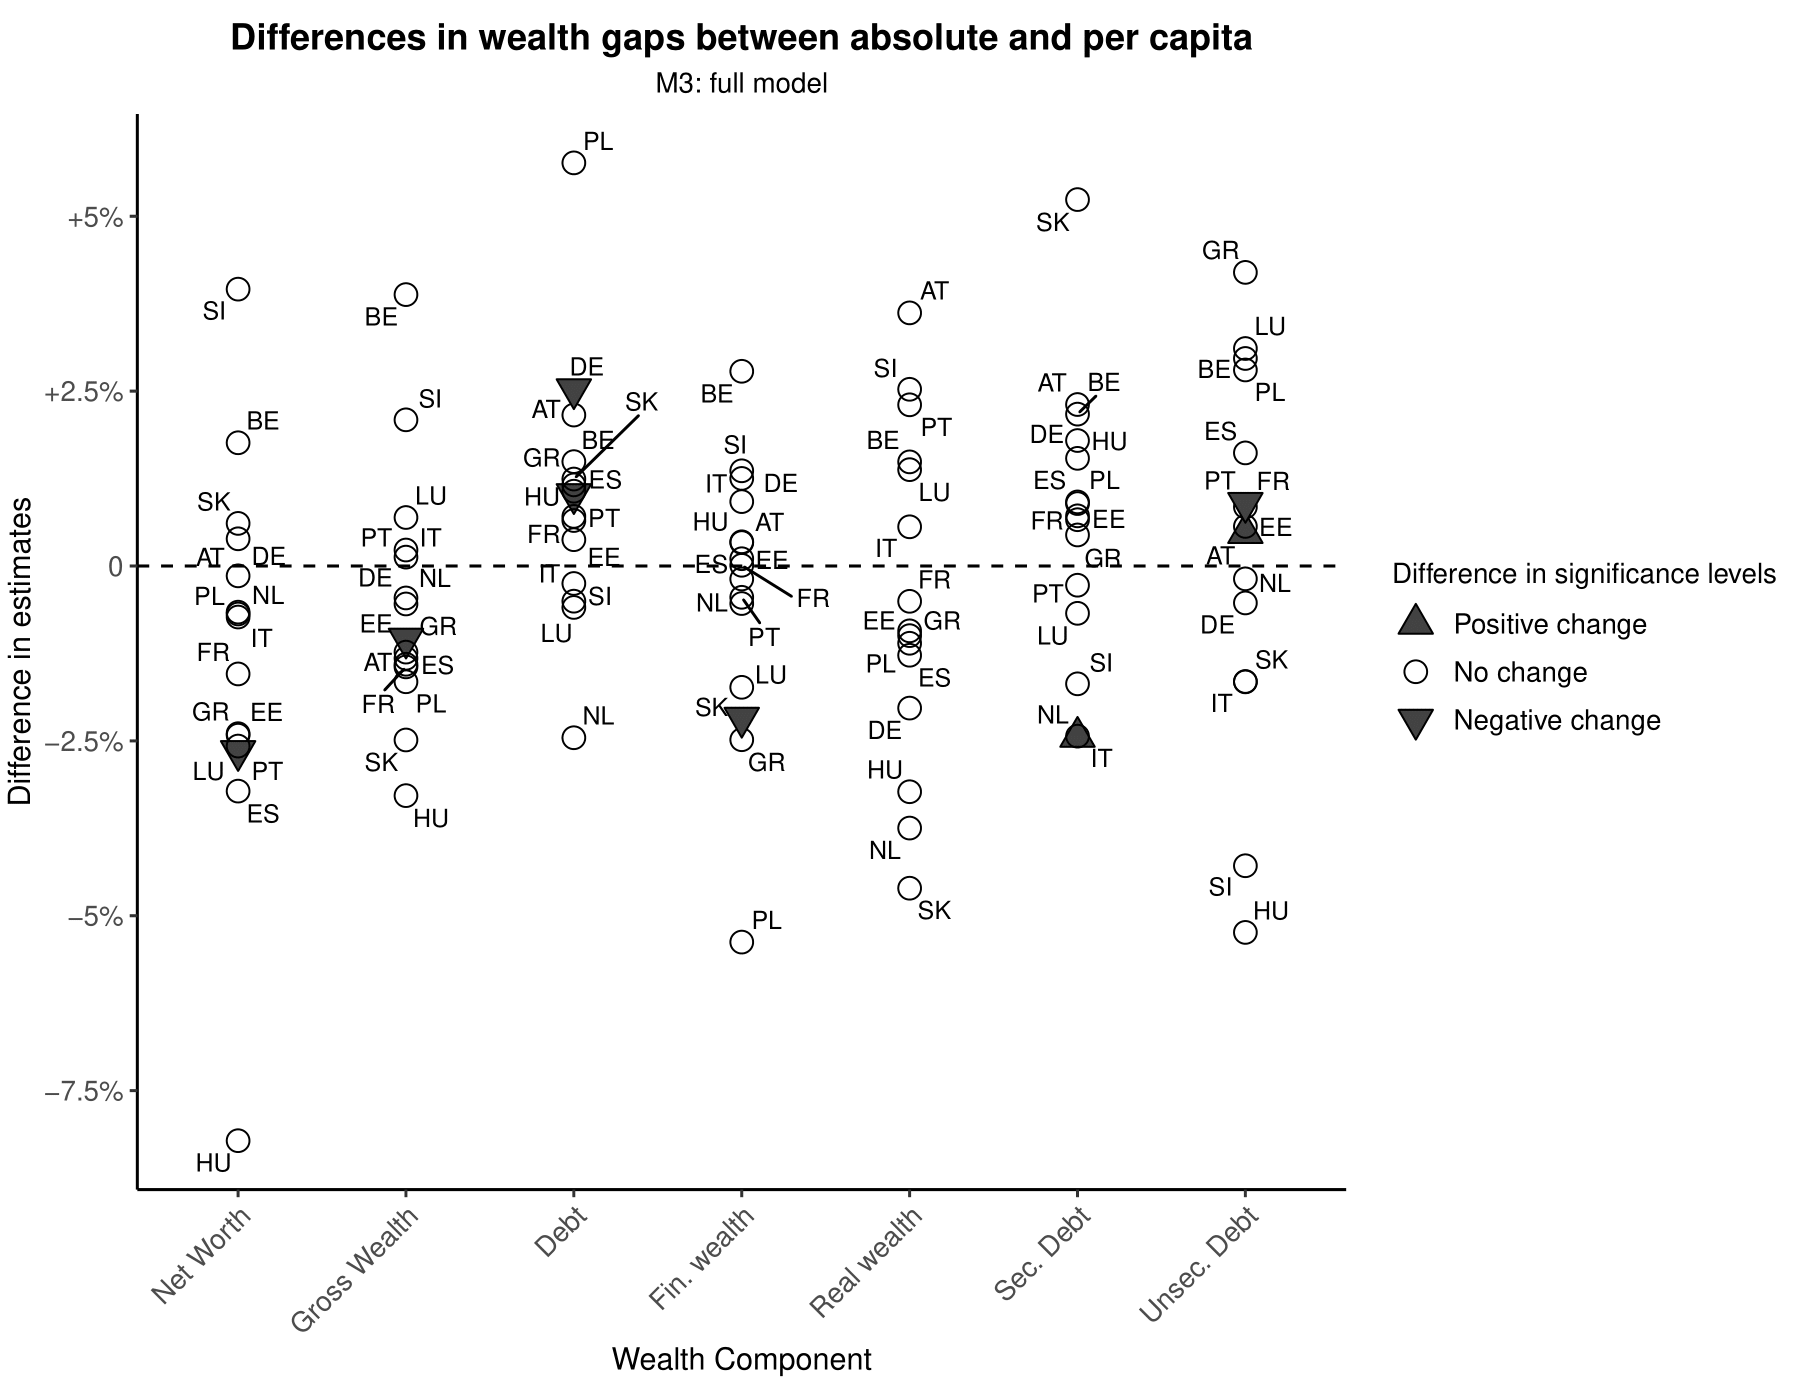 Differences in wealth gaps between absolute and per capita
M3: full model
Difference in estimates
+5%
+2.5%
0
−2.5%
−5%
−7.5%
SI
BE
SK
AT
DE
PL
NL
IT
FR
GR
EE
LU
PT
ES
HU
BE
SI
LU
PT
IT
DE
NL
EE
GR
AT
ES
FR
PL
SK
HU
PL
DE
AT
SK
BE
GR
ES
HU
PT
FR
EE
IT
SI
LU
NL
BE
SI
IT
DE
HU
AT
ES
EE
FR
NL
PT
LU
SK
GR
PL
AT
SI
PT
BE
LU
IT
FR
EE
GR
PL
ES
DE
HU
NL
SK
SK
AT
BE
DE
HU
ES
PL
FR
EE
GR
PT
LU
SI
NL
IT
GR
LU
BE
PL
ES
PT
FR
EE
AT
NL
DE
SK
IT
SI
HU
Net Worth
Gross Wealth
Debt
Fin. wealth
Real wealth
Sec. Debt
Unsec. Debt
Wealth Component
Difference in significance levels
Positive change
No change
Negative change